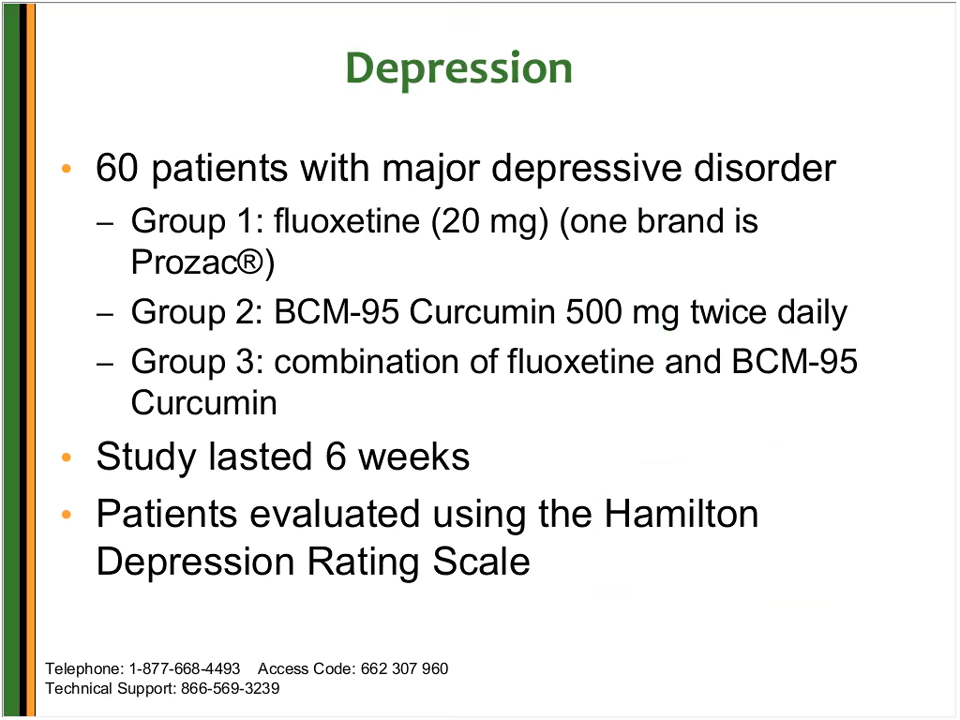 Depression
• 60 patients with major depressive disorder
– Group 1: fluoxetine (20 mg) (one brand is
Prozac®)
– Group 2: BCM-95 Curcumin 500 mg twice daily
– Group 3: combination of fluoxetine and BCM-95
Curcumin
• Study lasted 6 weeks
• Patients evaluated using the Hamilton
Depression Rating Scale
Telephone: 1-877-668-4493 Access Code: 662 307 960
Technical Support: 866-569-3239